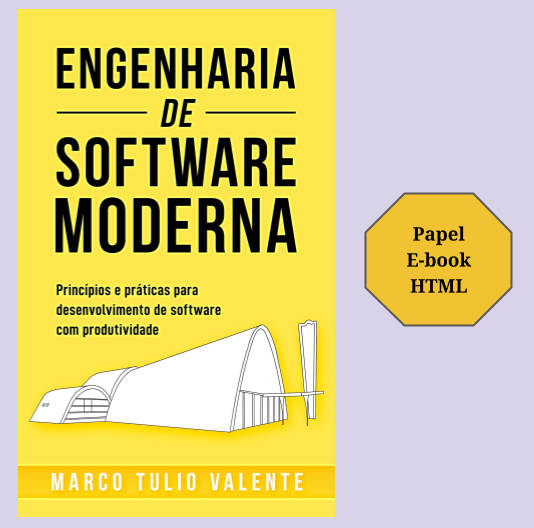 ENGENHARIA
DE
SOFTWARE
MODERNA
Princípios e práticas para
desenvolvimento de software
com produtividade
MARCO TULIO VALENTE
Papel
E-book
HTML